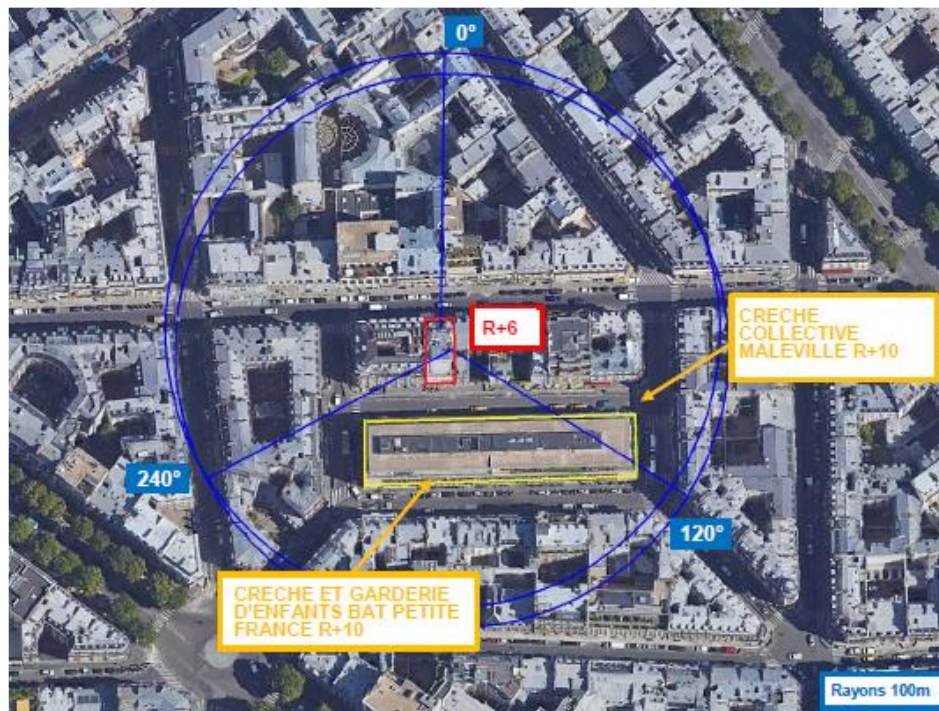 0°
R+6
CRECHE
COLLECTIVE
MALEVILLE R+10
240°
120°
CRECHE ET GARDERIE
D'ENFANTS BAT PETITE
FRANCE R+10
Rayons 100m